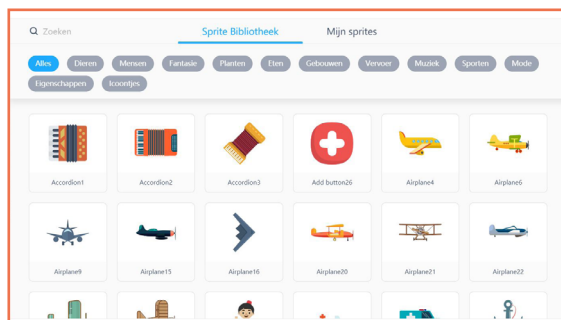 Zoeken Sprite Bibliotheek Mijn sprites
Alles Dieren Mensen Fantasie Planten Eten Gebouwen Vervoer Muziek Sporten Mode
Eigenschappen Icoontjes
Accordion1 Accordion2 Accordion3 Add button26 Airplane4 Airplane6
Airplane9 Airplane15 Airplane16 Airplane20 Airplane21 Airplane22